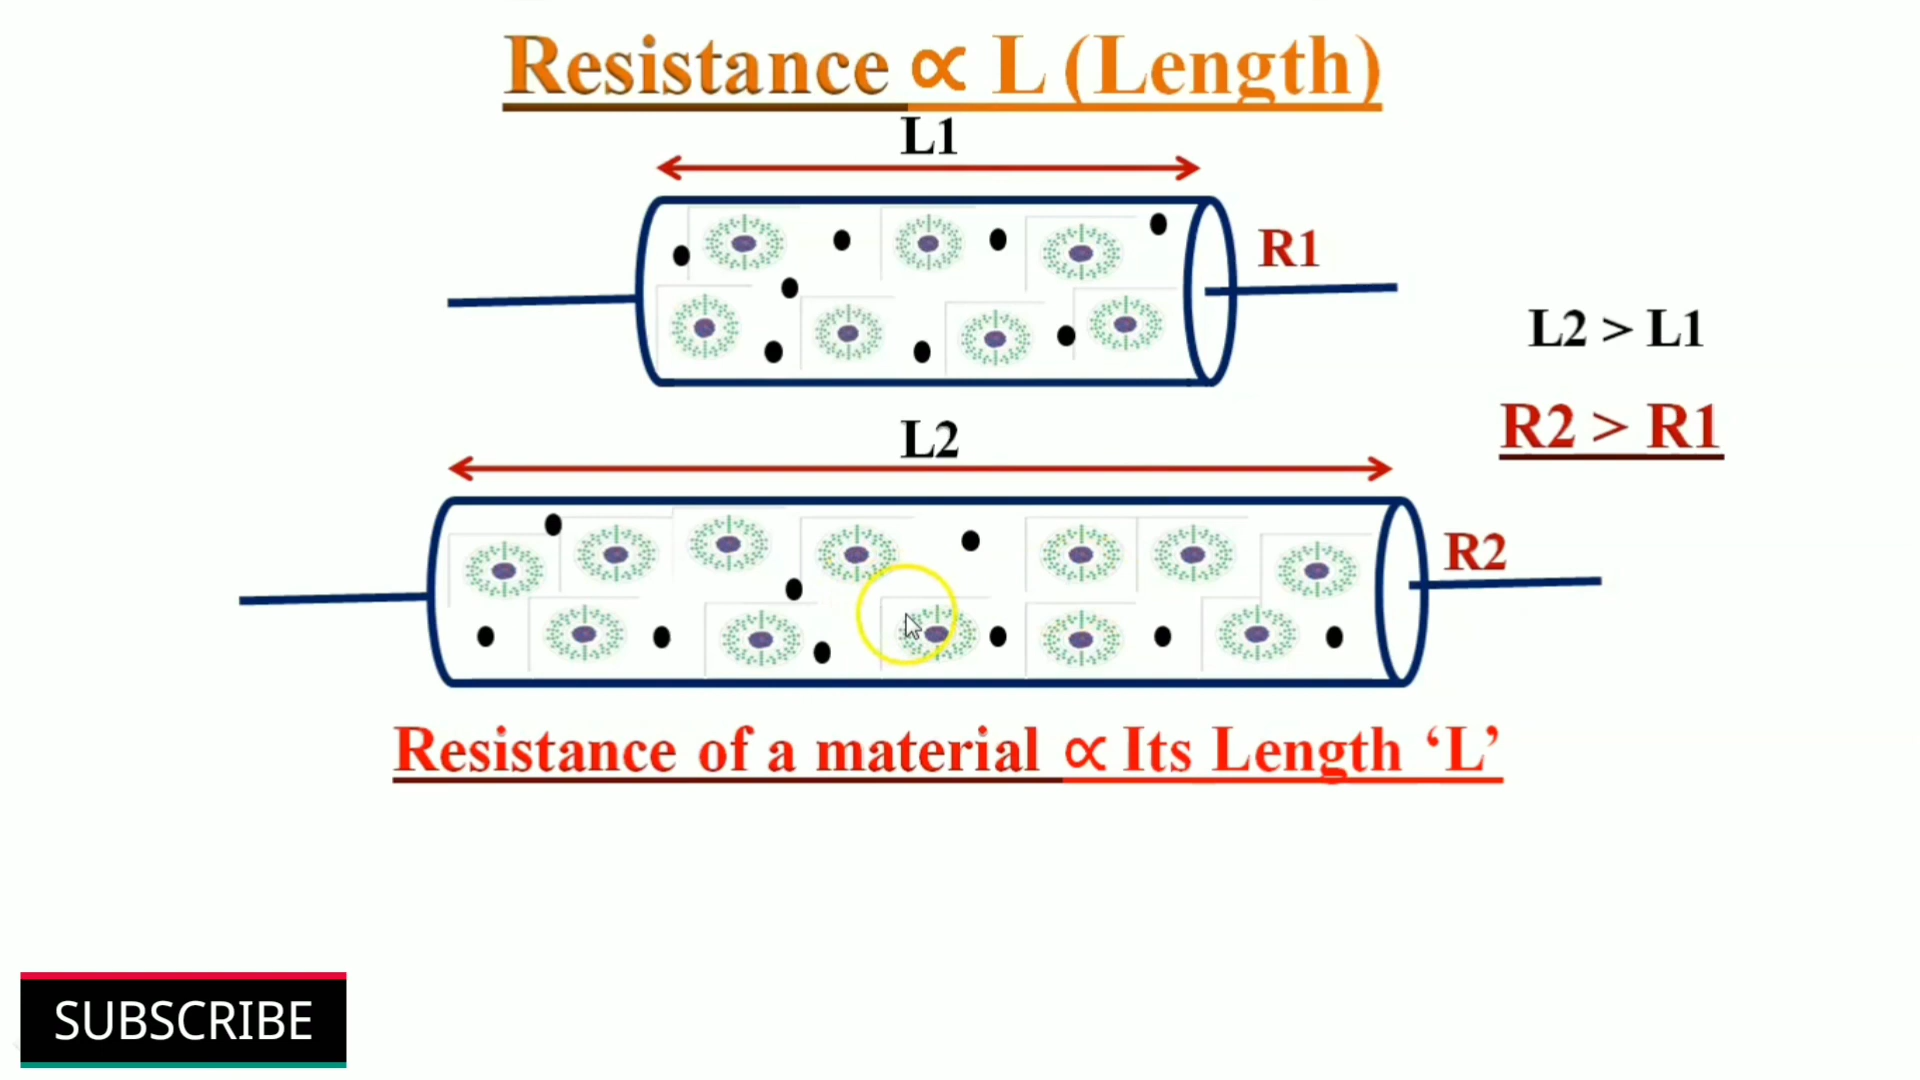 Resistance ∝ L (Length)
L1
R1
L2 > L1
R2 > R1
L2
R2
Resistance of a material ∝ Its Length ‘L’
SUBSCRIBE